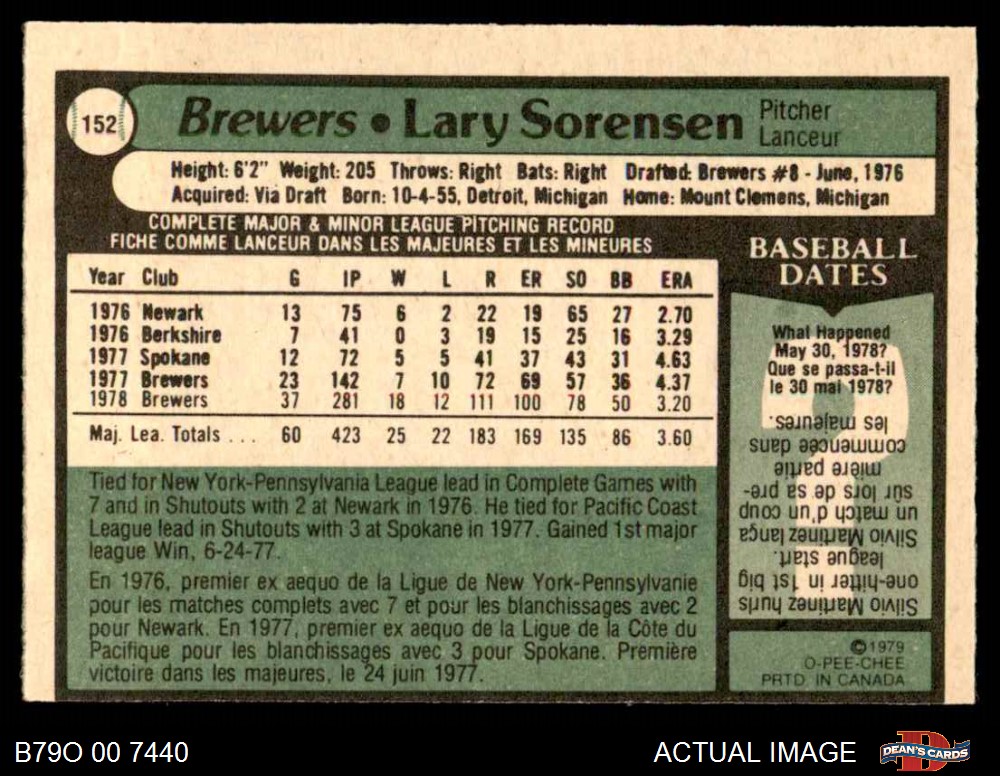 152
Brewers • Lary Sorensen
Pitcher
Lanceur
Height: 6'2" Weight: 205 Throws: Right Bats: Right Drafted: Brewers #8 - June, 1976
Acquired: Via Draft Born: 10-4-55, Detroit, Michigan Home: Mount Clemens, Michigan
COMPLETE MAJOR & MINOR LEAGUE PITCHING RECORD
FICHE COMME LANCEUR DANS LES MAJEURES ET LES MINEURES
Year Club G IP W L R ER SO BB ERA
1976 Newark 13 75 6 2 22 19 65 27 2.70
1976 Berkshire 7 41 0 3 19 15 25 16 3.29
1977 Spokane 12 72 5 5 41 37 43 31 4.63
1977 Brewers 23 142 7 10 72 69 57 36 4.37
1978 Brewers 37 281 18 12 111 100 78 50 3.20
Maj. Lea. Totals ... 60 423 25 22 183 169 135 86 3.60
Tied for New York-Pennsylvania League lead in Complete Games with
7 and in Shutouts with 2 at Newark in 1976. He tied for Pacific Coast
League lead in Shutouts with 3 at Spokane in 1977. Gained 1st major
league Win, 6-24-77.
En 1976, premier ex aequo de la Ligue de New York-Pennsylvanie
pour les matches complets avec 7 et pour les blanchissages avec 2
pour Newark. En 1977, premier ex aequo de la Ligue de la Côte du
Pacifique pour les blanchissages avec 3 pour Spokane. Première
victoire dans les majeures, le 24 juin 1977.
BASEBALL
DATES
What Happened
May 30, 1978?
Que se passa-t-il
le 30 mai 1978?
Silvio Martinez hurls
one-hitter in 1st big
league start.
Silvio Martinez lança
un match d'un coup
sûr lors de sa pre-
mière partie
commencée dans
les majeures.
©1979
O-PEE-CHEE
PRTD. IN CANADA
B79O 00 7440
ACTUAL IMAGE
DEAN'S CARDS